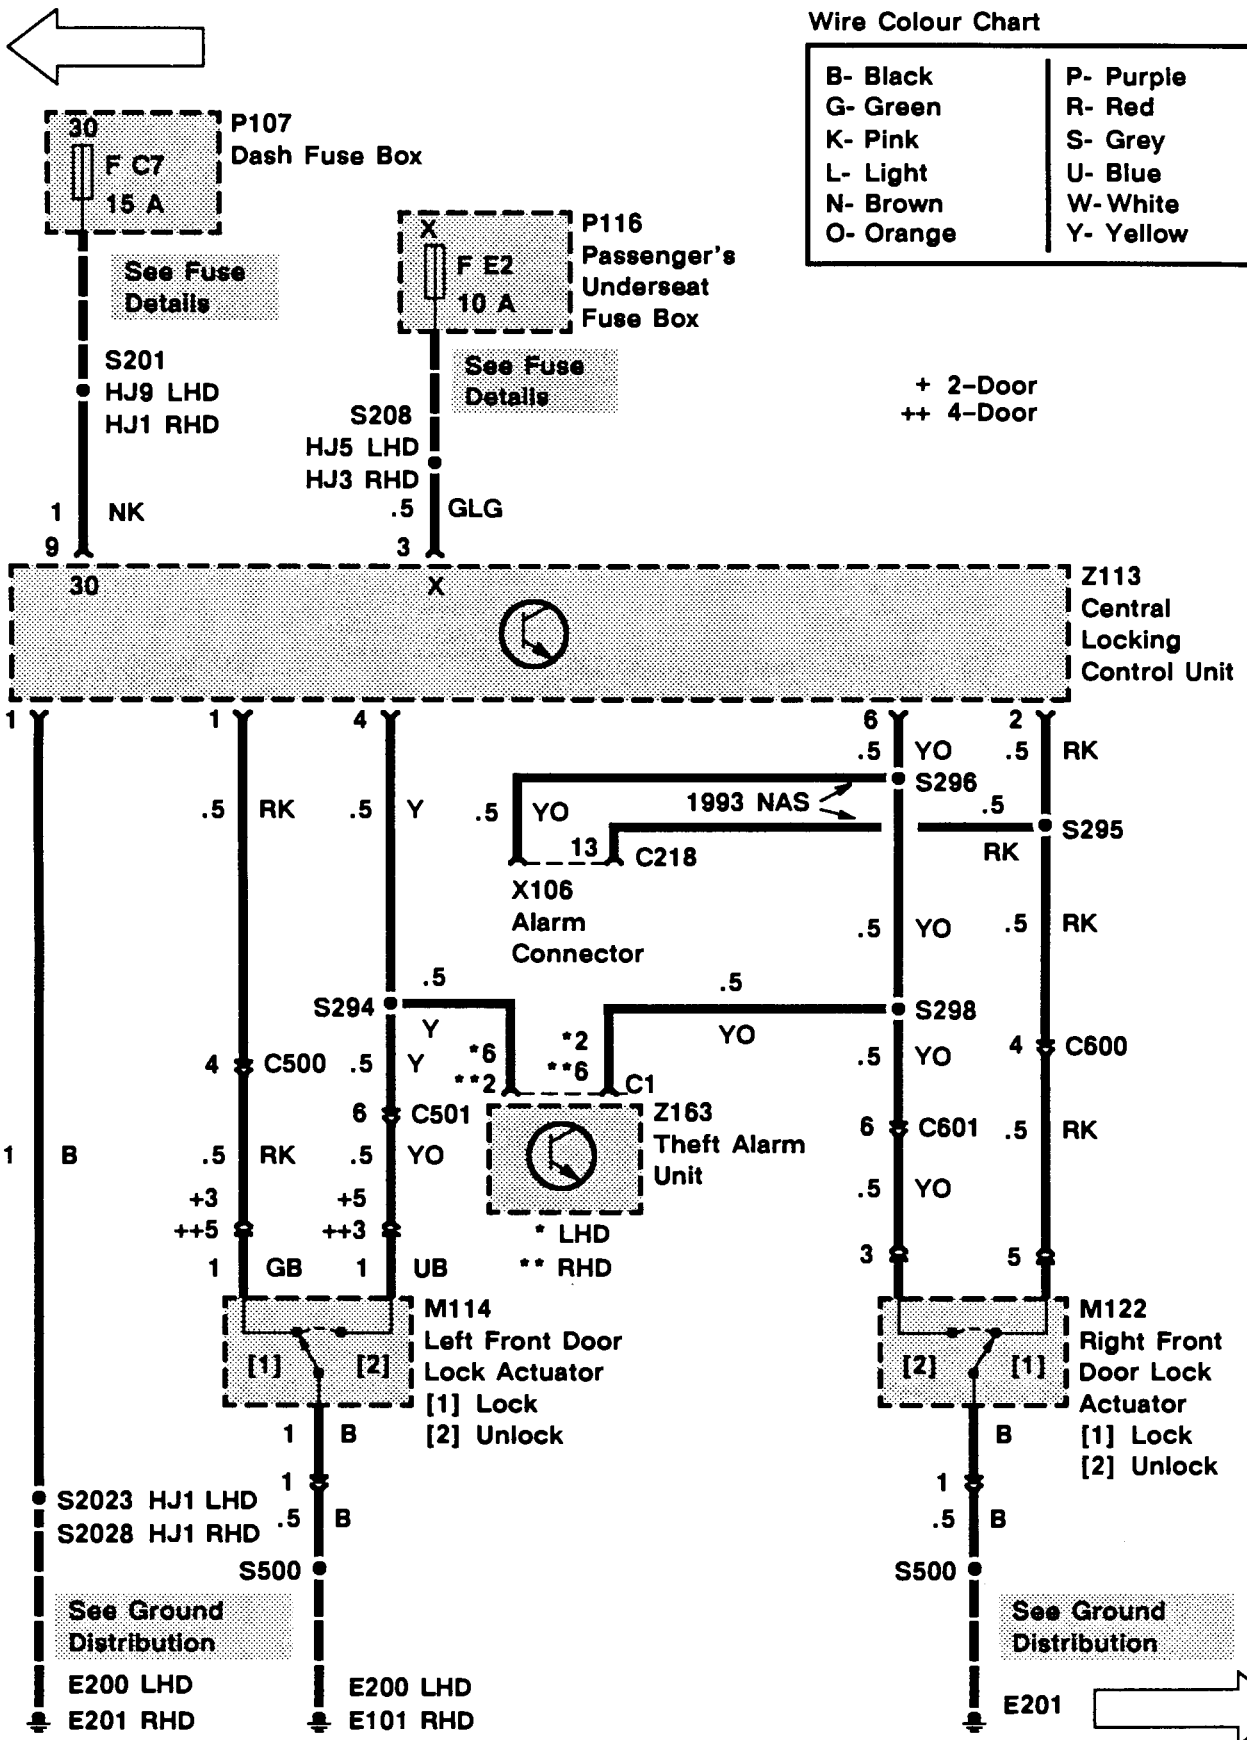 Wire Colour Chart
B- Black
G- Green
K- Pink
L- Light
N- Brown
O- Orange
P- Purple
R- Red
S- Grey
U- Blue
W- White
Y- Yellow
30
F C7
15 A
P107
Dash Fuse Box
See Fuse
Details
X
F E2
10 A
P116
Passenger's
Underseat
Fuse Box
See Fuse
Details
+ 2-Door
++ 4-Door
S201
HJ9 LHD
HJ1 RHD
S208
HJ5 LHD
HJ3 RHD
1 NK
9
.5 GLG
3
30 X
Z113
Central
Locking
Control Unit
1 1 4 6 2
.5 YO .5 RK
S296
1993 NAS
.5 RK .5 Y .5 YO
.5
S295
RK
13 C218
X106
Alarm
Connector
.5 YO .5 RK
S294
.5
Y
.5
YO
S298
*6
**2
*2
**6
C1
4 C500
.5 Y
.5 YO
4 C600
6 C501
6 C601
.5 RK
Z163
Theft Alarm
Unit
* LHD
** RHD
1 B
.5 RK .5 YO
.5 YO
+3
++5
+5
++3
3 5
1 GB 1 UB
[1] [2]
M114
Left Front Door
Lock Actuator
[1] Lock
[2] Unlock
[2] [1]
M122
Right Front
Door Lock
Actuator
[1] Lock
[2] Unlock
1 B
1
.5 B
S500
B
1
.5 B
S500
S2023 HJ1 LHD
S2028 HJ1 RHD
See Ground
Distribution
See Ground
Distribution
E200 LHD
E201 RHD
E200 LHD
E101 RHD
E201